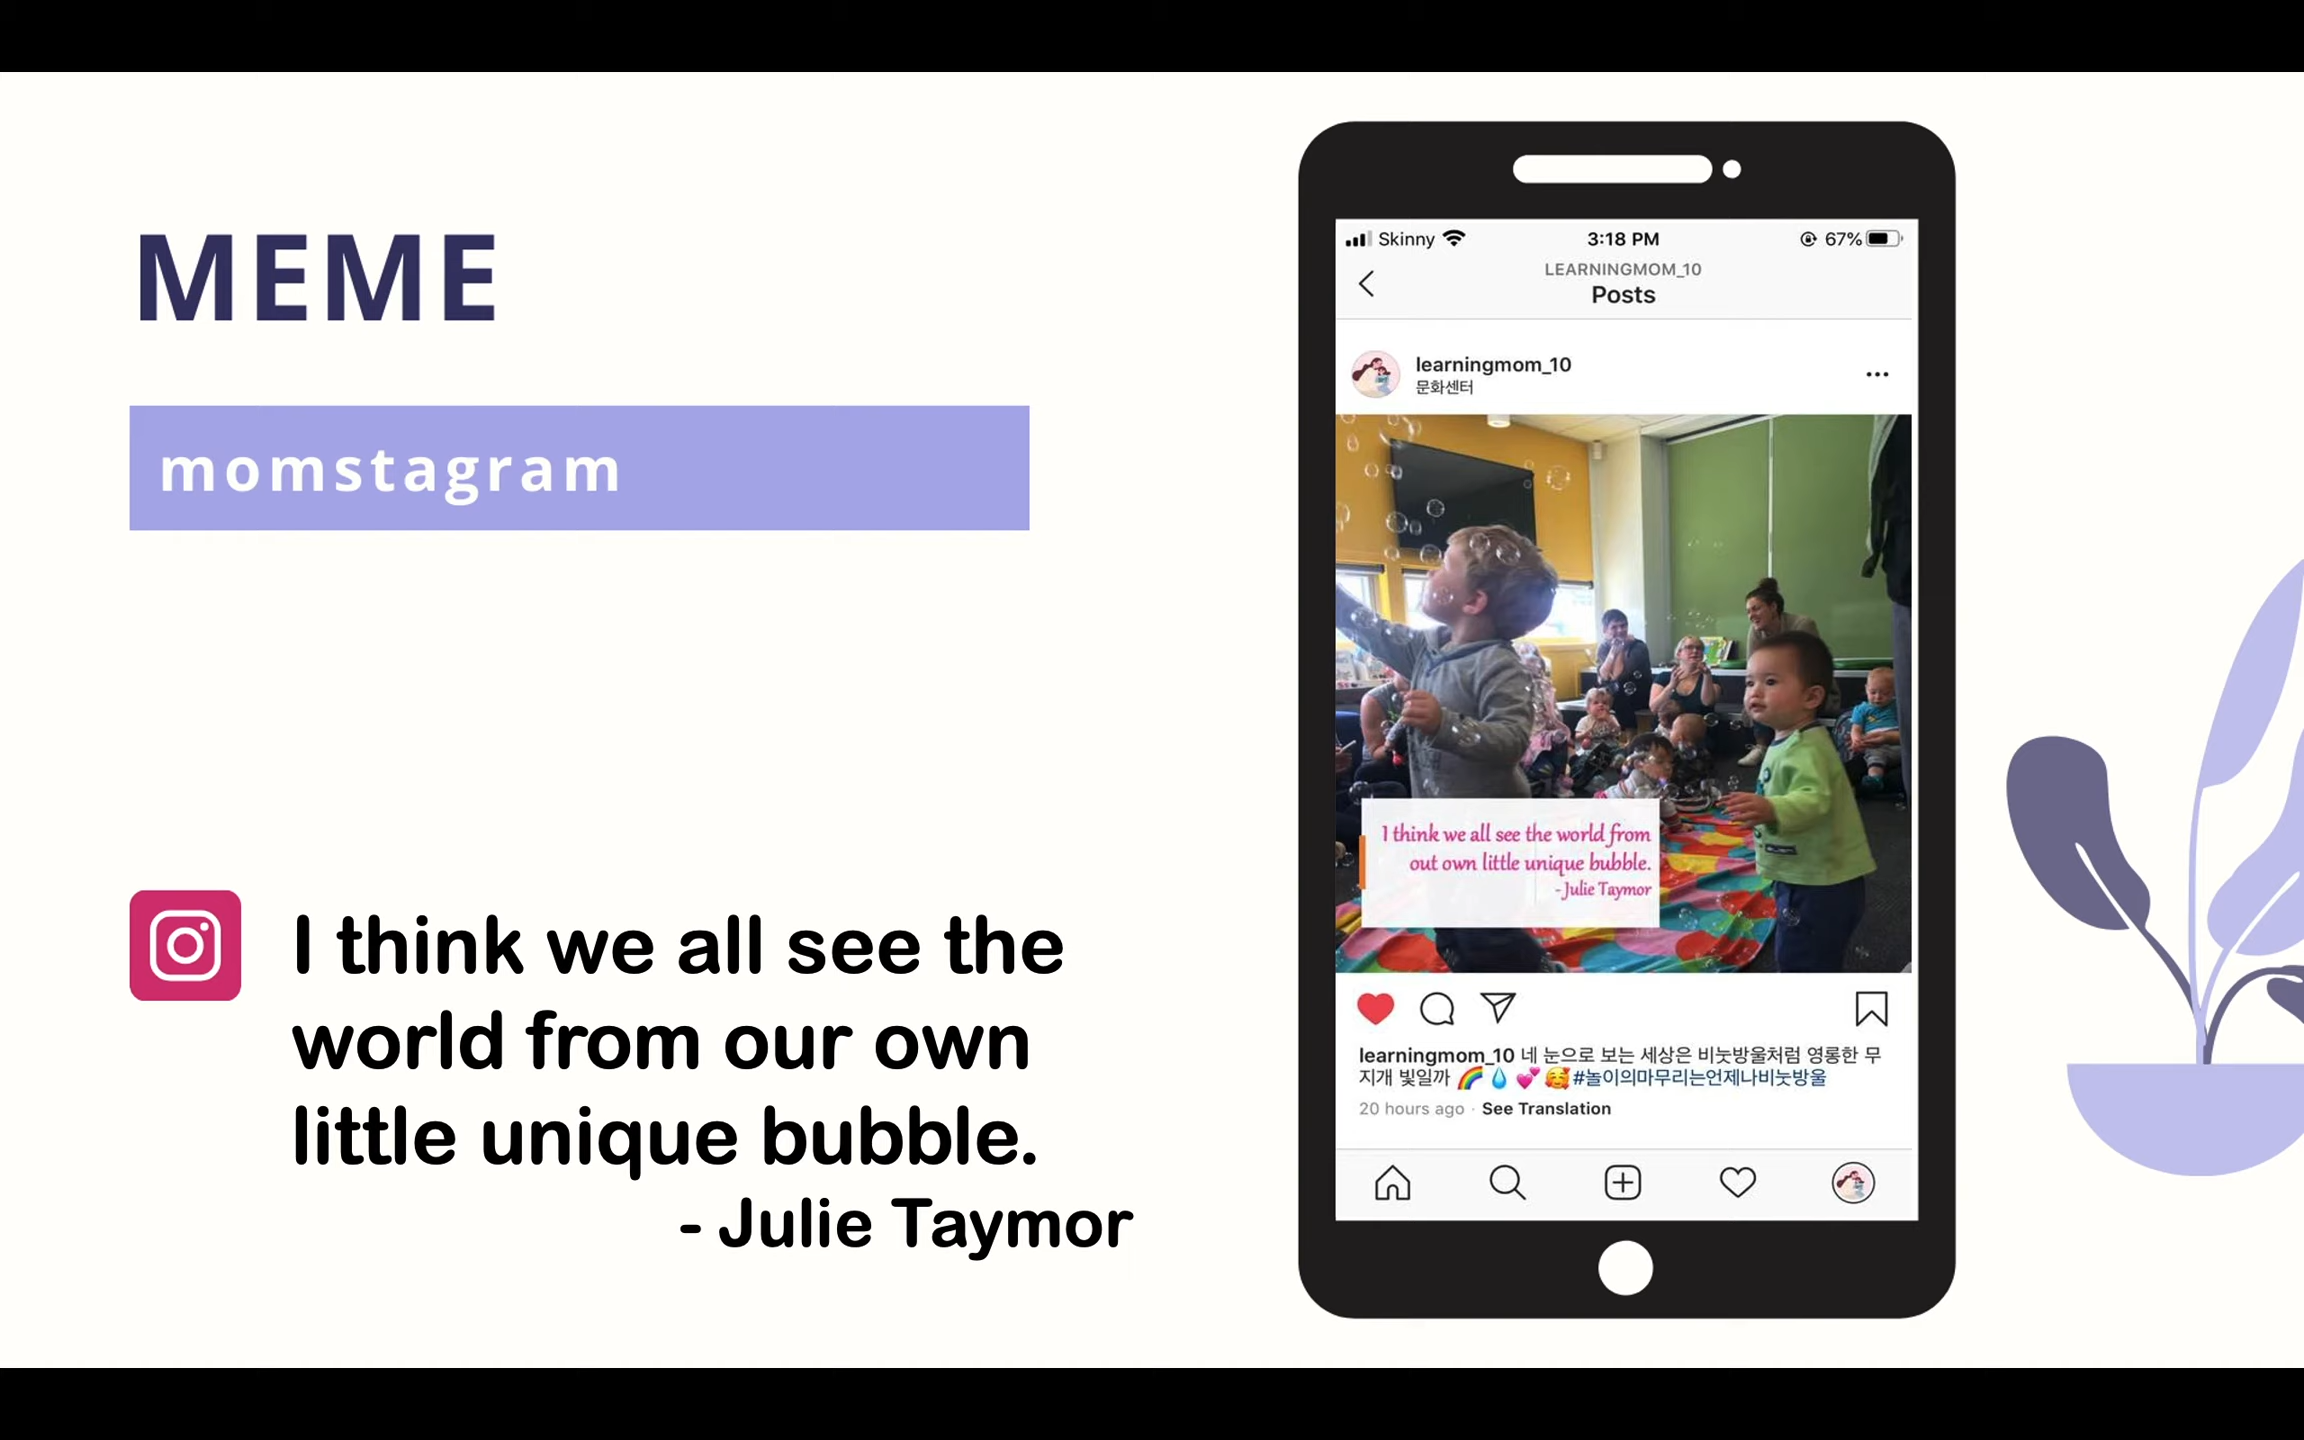 MEME
momstagram
I think we all see the
world from our own
little unique bubble.
- Julie Taymor
Skinny 3:18 PM 67%
LEARNINGMOM_10
Posts
learningmom_10
문화센터
I think we all see the world from
out own little unique bubble.
-Julie Taymor
learningmom_10 네 눈으로 보는 세상은 비눗방울처럼 영롱한 무
지개 빛일까 🌈💧💕🥰#놀이의마무리는언제나비눗방울
20 hours ago · See Translation